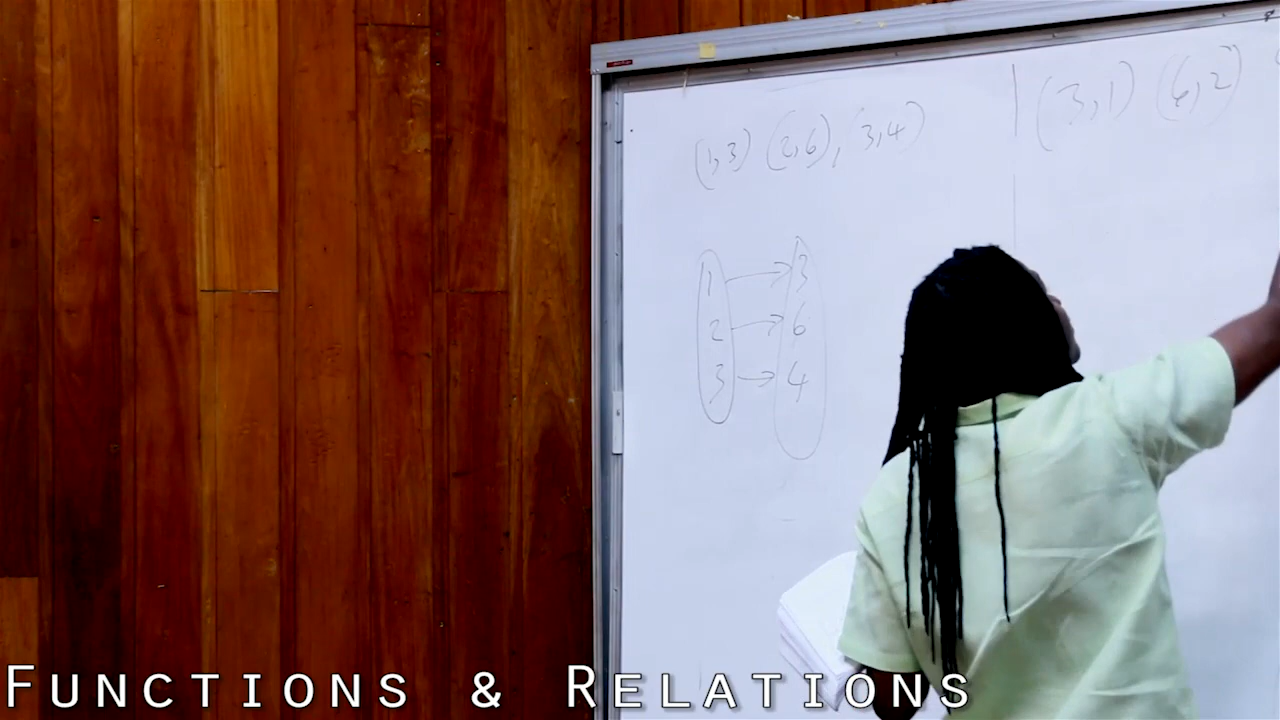 (1,3) (2,6), (3,4) | (3,1) (6,2)
1 → 3
2 → 6
3 → 4
FUNCTIONS & RELATIONS